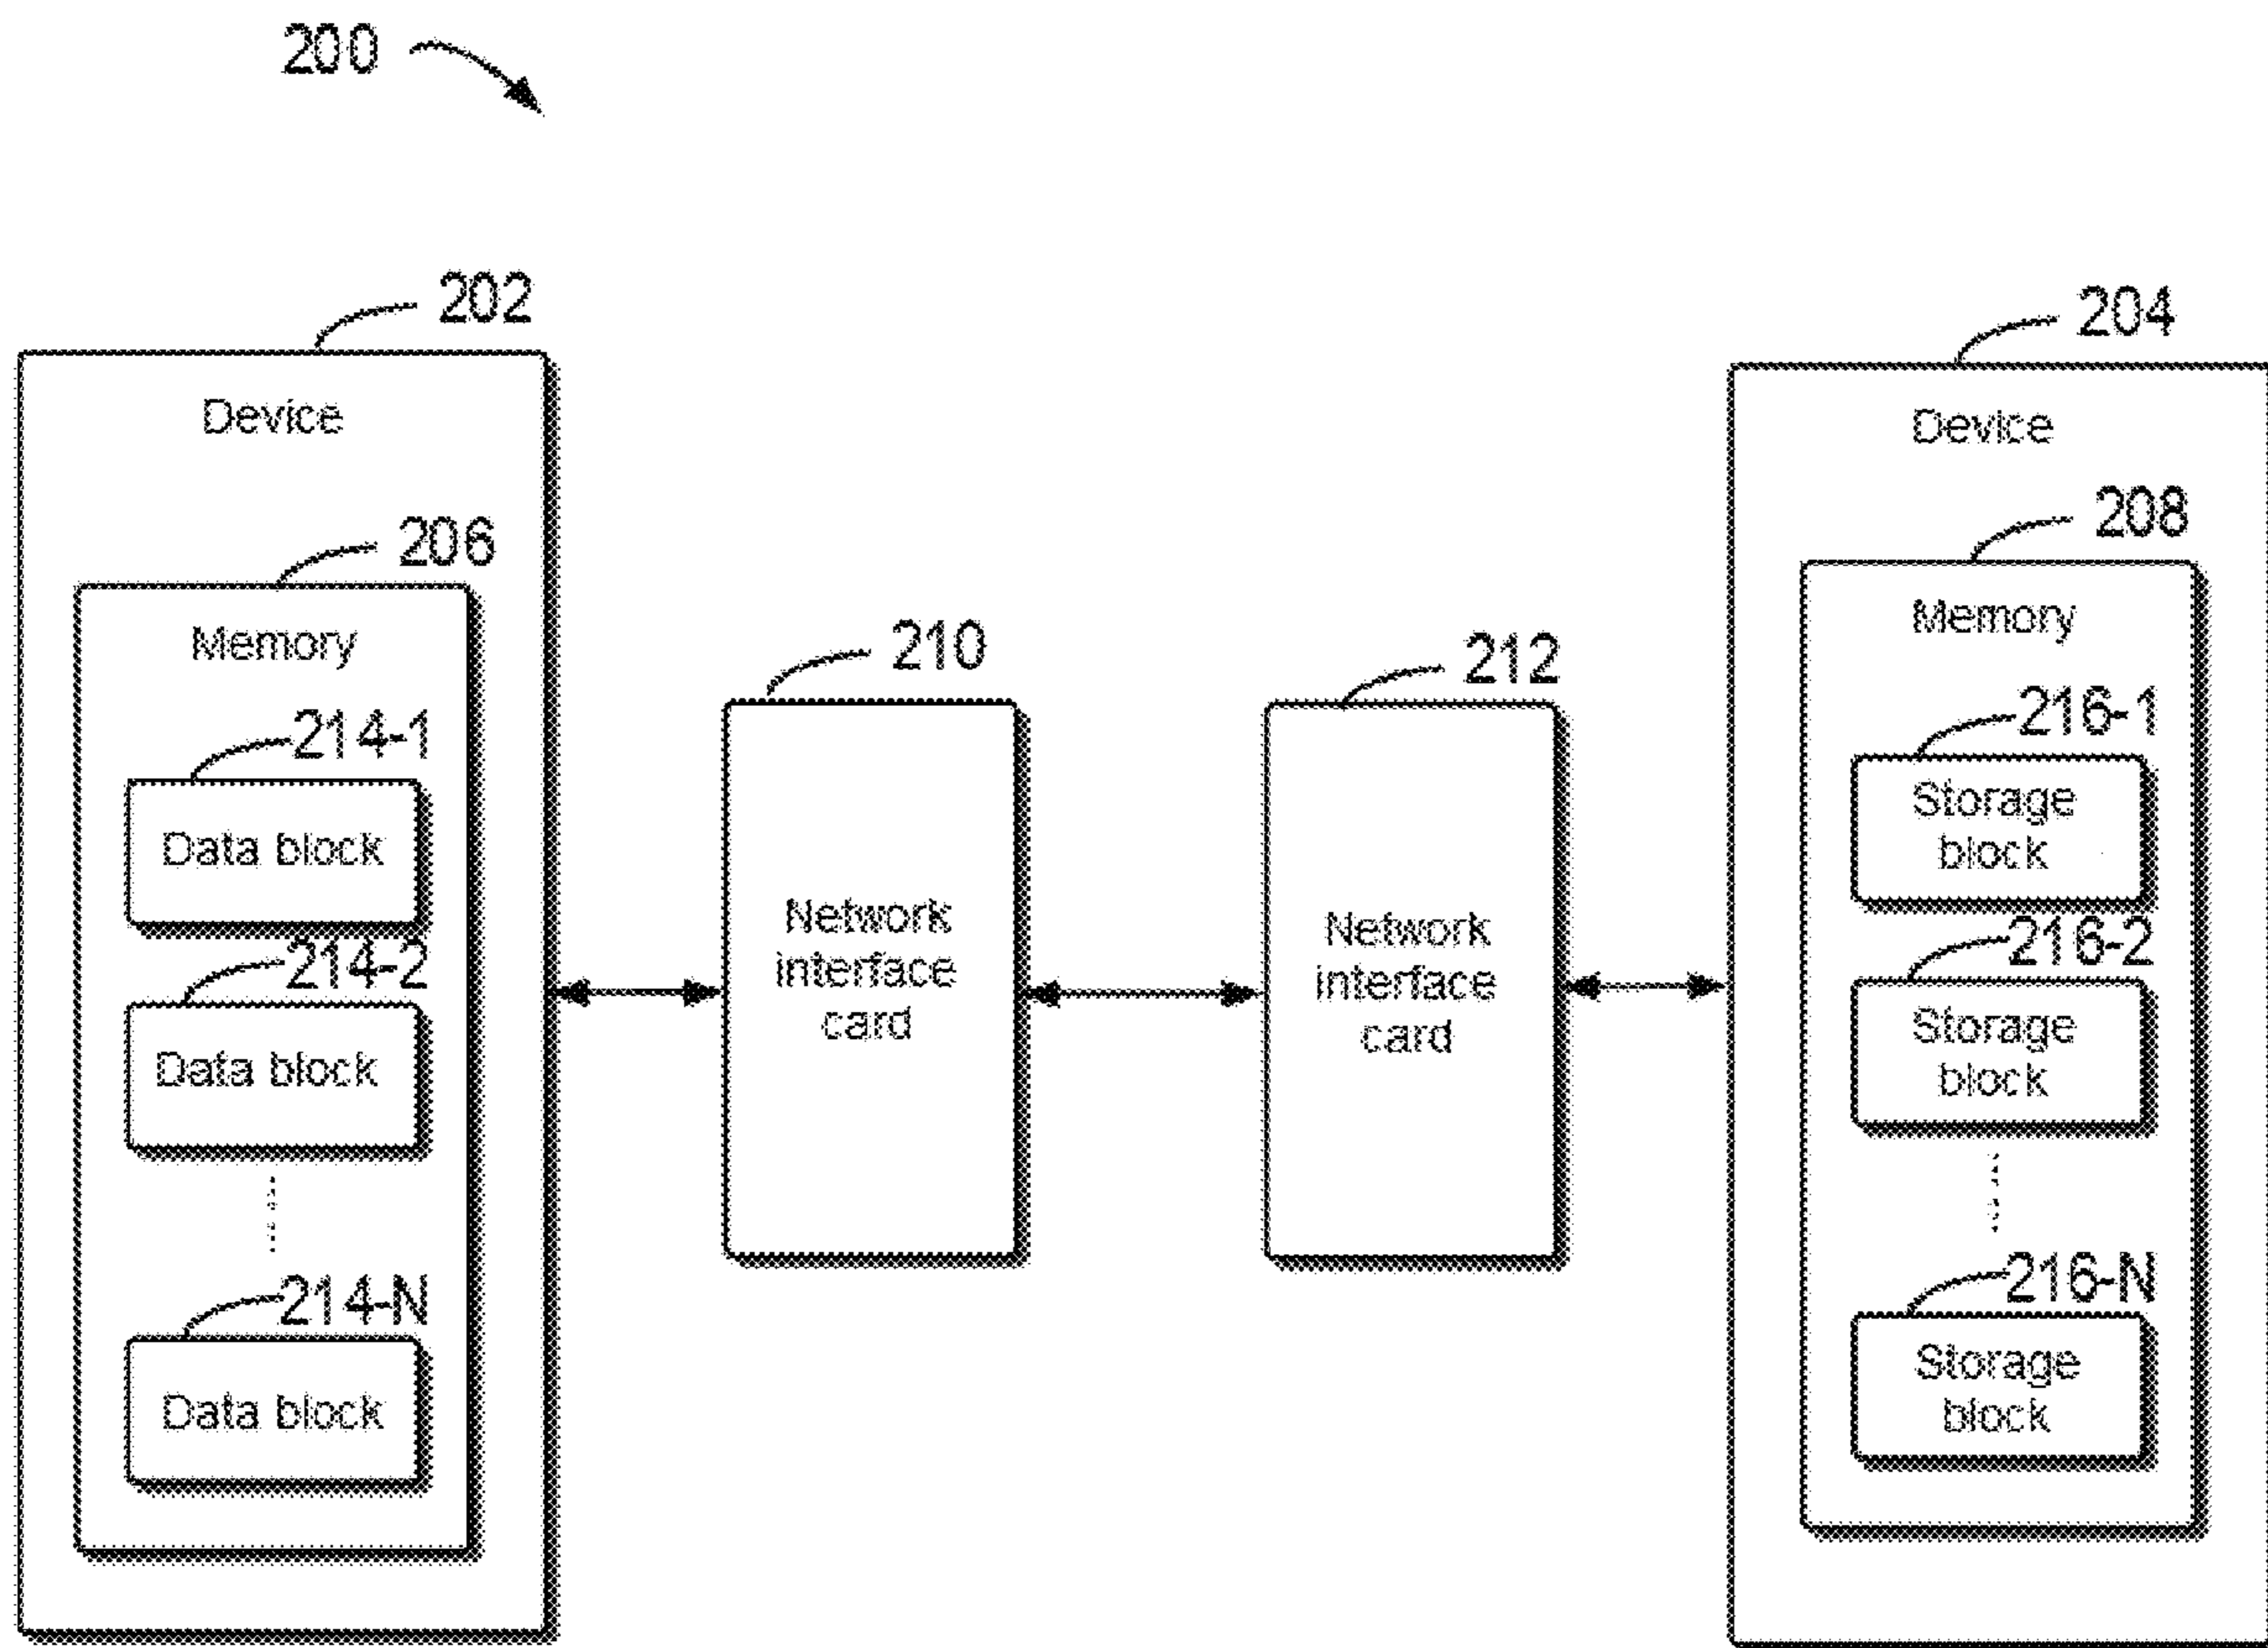 200
202
Device
206
Memory
214-1
Data block
214-2
Data block
214-N
Data block
210
Network
interface
card
212
Network
interface
card
204
Device
208
Memory
216-1
Storage
block
216-2
Storage
block
216-N
Storage
block